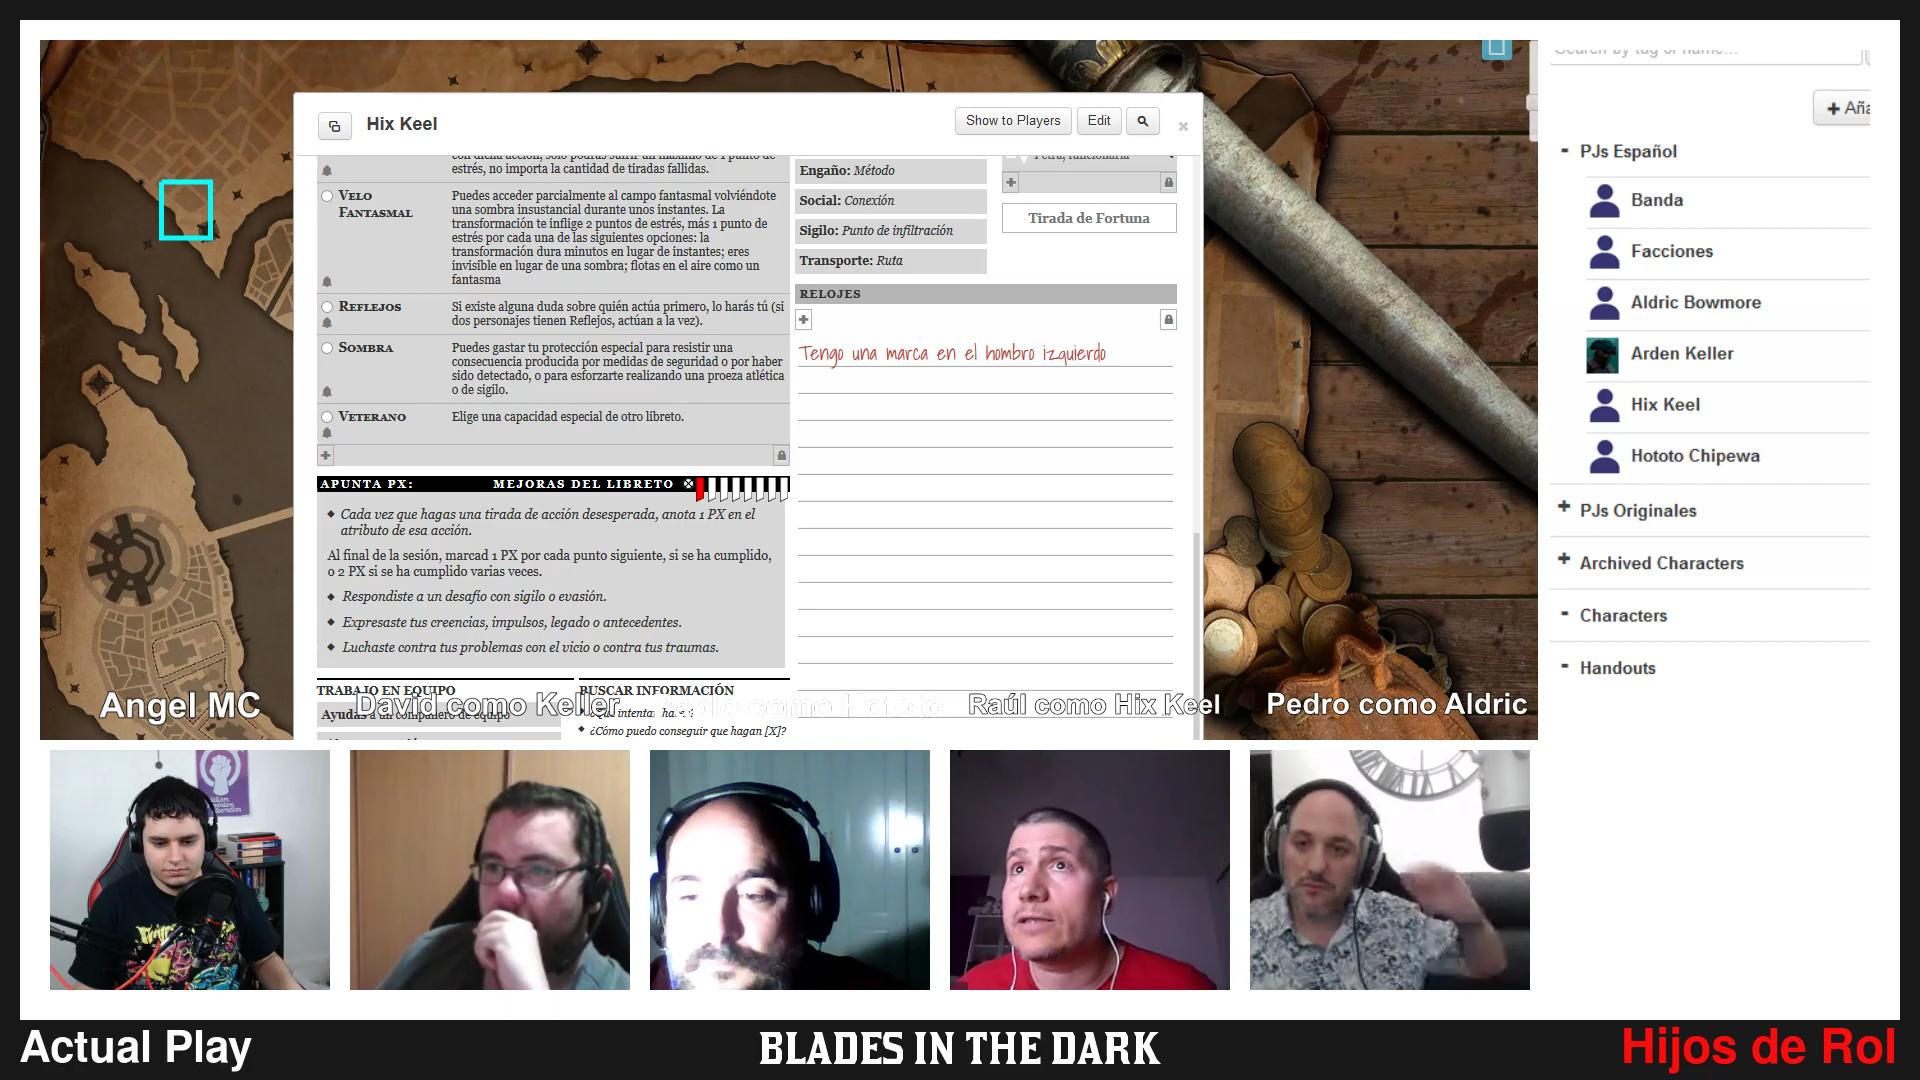 Hix Keel
Show to Players
Edit
estrés, no importa la cantidad de tiradas fallidas.
VELO FANTASMAL
Puedes acceder parcialmente al campo fantasmal volviéndote
una sombra insustancial durante unos instantes. La
transformación te inflige 2 puntos de estrés, más 1 punto de
estrés por cada una de las siguientes opciones: la
transformación dura minutos en lugar de instantes; eres
invisible en lugar de una sombra; flotas en el aire como un
fantasma
REFLEJOS
Si existe alguna duda sobre quién actúa primero, lo harás tú (si
dos personajes tienen Reflejos, actúan a la vez).
SOMBRA
Puedes gastar tu protección especial para resistir una
consecuencia producida por medidas de seguridad o por haber
sido detectado, o para esforzarte realizando una proeza atlética
o de sigilo.
VETERANO
Elige una capacidad especial de otro libreto.
APUNTA PX:
MEJORAS DEL LIBRETO
Cada vez que hagas una tirada de acción desesperada, anota 1 PX en el
atributo de esa acción.
Al final de la sesión, marcad 1 PX por cada punto siguiente, si se ha cumplido,
o 2 PX si se ha cumplido varias veces.
Respondiste a un desafío con sigilo o evasión.
Expresaste tus creencias, impulsos, legado o antecedentes.
Luchaste contra tus problemas con el vicio o contra tus traumas.
TRABAJO EN EQUIPO
BUSCAR INFORMACIÓN
Ayudas a un compañero de equipo
¿Cómo puedo conseguir que hagan [X]?
Engaño: Método
Social: Conexión
Sigilo: Punto de infiltración
Transporte: Ruta
Tirada de Fortuna
RELOJES
Tengo una marca en el hombro izquierdo
Search by tag or name...
PJs Español
Banda
Facciones
Aldric Bowmore
Arden Keller
Hix Keel
Hototo Chipewa
PJs Originales
Archived Characters
Characters
Handouts
Angel MC
David como Keller
como Hototo
Raúl como Hix Keel
Pedro como Aldric
Actual Play
BLADES IN THE DARK
Hijos de Rol